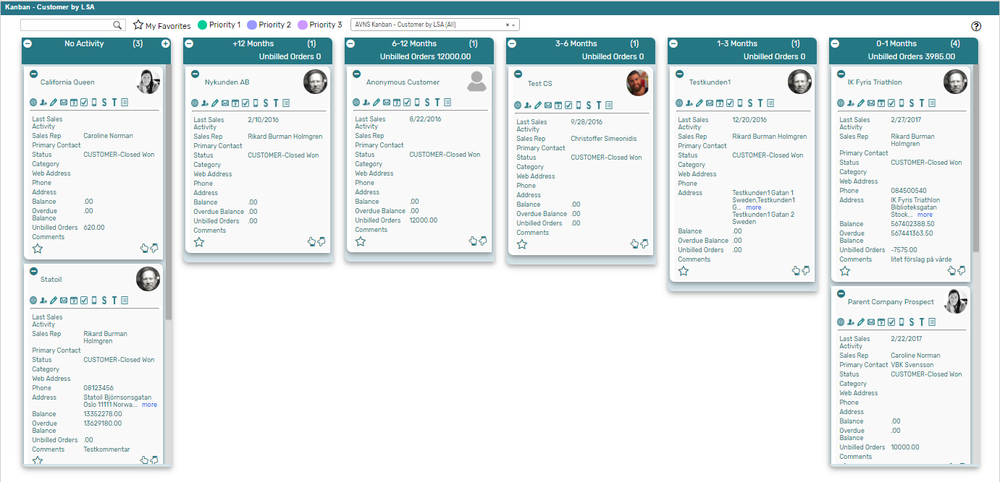 Kanban - Customer by LSA
My Favorites Priority 1 Priority 2 Priority 3 AVNS Kanban - Customer by LSA (All)
No Activity (3)
California Queen
Last Sales
Activity
Sales Rep Caroline Norman
Primary Contact
Status CUSTOMER-Closed Won
Category
Web Address
Phone
Address
Balance .00
Overdue .00
Balance
Unbilled Orders 620.00
Comments
Statoil
Last Sales
Activity
Sales Rep Rikard Burman
Holmgren
Primary Contact
Status CUSTOMER-Closed Won
Category
Web Address
Phone 08123456
Address Statoil Björnsonsgatan
Oslo 11111 Norwa... more
Balance 13352278.00
Overdue 13629180.00
Balance
Unbilled Orders .00
Comments Testkommentar
+12 Months (1)
Unbilled Orders 0
Nykunden AB
Last Sales 2/10/2016
Activity
Sales Rep Rikard Burman Holmgren
Primary Contact
Status CUSTOMER-Closed Won
Category
Web Address
Phone
Address
Balance .00
Overdue Balance .00
Unbilled Orders .00
Comments
6-12 Months (1)
Unbilled Orders 12000.00
Anonymous Customer
Last Sales 8/22/2016
Activity
Sales Rep
Primary Contact
Status CUSTOMER-Closed Won
Category
Web Address
Phone
Address
Balance .00
Overdue Balance .00
Unbilled Orders 12000.00
Comments
3-6 Months (1)
Unbilled Orders 0
Test CS
Last Sales 9/28/2016
Activity
Sales Rep Christoffer Simeonidis
Primary Contact
Status CUSTOMER-Closed Won
Category
Web Address
Phone
Address
Balance .00
Overdue Balance .00
Unbilled Orders .00
Comments
1-3 Months (1)
Unbilled Orders 0
Testkunden1
Last Sales 12/20/2016
Activity
Sales Rep Rikard Burman Holmgren
Primary Contact
Status CUSTOMER-Closed Won
Category
Web Address
Phone
Address Testkunden1 Gatan 1
Sweden,Testkunden1
G... more
Testkunden1 Gatan 2
Sweden
Balance .00
Overdue Balance .00
Unbilled Orders .00
Comments
0-1 Months (4)
Unbilled Orders 3985.00
IK Fyris Triathlon
Last Sales 2/27/2017
Activity
Sales Rep Rikard Burman
Holmgren
Primary Contact
Status CUSTOMER-Closed Won
Category
Web Address
Phone 084500540
Address IK Fyris Triathlon
Biblioteksgatan
Stock... more
Balance 567402388.50
Overdue 567441363.50
Balance
Unbilled Orders -7575.00
Comments litet förslag på värde
Parent Company Prospect
Last Sales 2/22/2017
Activity
Sales Rep Caroline Norman
Primary Contact VBK Svensson
Status CUSTOMER-Closed Won
Category
Web Address
Phone
Address
Balance .00
Overdue .00
Balance
Unbilled Orders 10000.00
Comments